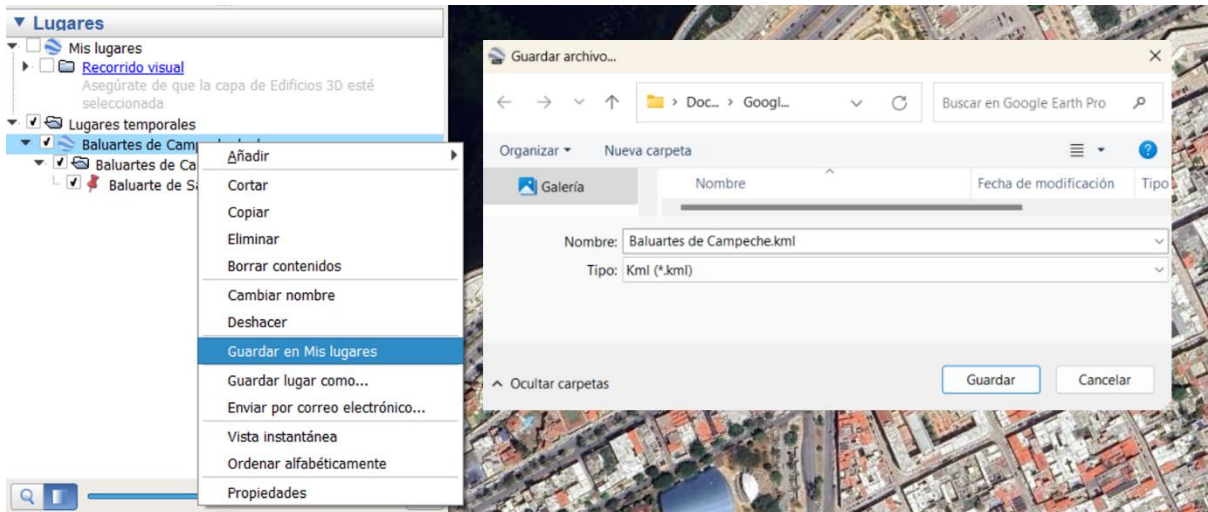 Lugares
Mis lugares
Recorrido visual
Asegúrate de que la capa de Edificios 3D esté
seleccionada
Lugares temporales
Baluartes de Camp
Baluartes de Ca
Baluarte de S
Añadir
Cortar
Copiar
Eliminar
Borrar contenidos
Cambiar nombre
Deshacer
Guardar en Mis lugares
Guardar lugar como...
Enviar por correo electrónico...
Vista instantánea
Ordenar alfabéticamente
Propiedades
Guardar archivo...
Doc... > Googl...
Buscar en Google Earth Pro
Organizar
Nueva carpeta
Galería
Nombre
Fecha de modificación
Tipo
Nombre: Baluartes de Campeche.kml
Tipo: Kml (*.kml)
Ocultar carpetas
Guardar
Cancelar